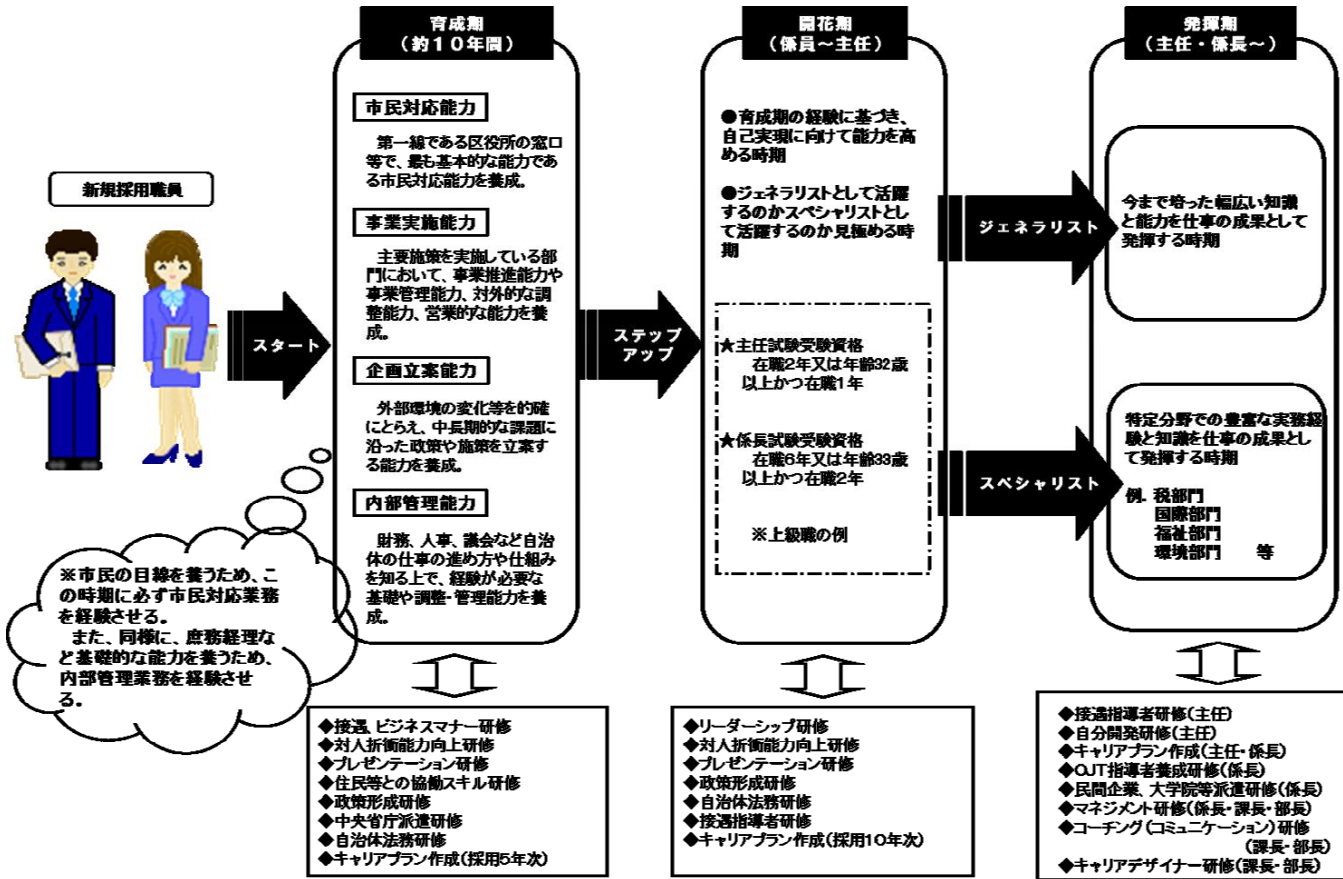 育成期
(約10年間)
開花期
(係員~主任)
発揮期
(主任・係長~)
新規採用職員
スタート
市民対応能力
第一線である区役所の窓口
等で、最も基本的な能力であ
る市民対応能力を養成。
事業実施能力
主要施策を実施している部
門において、事業推進能力や
事業管理能力、対外的な調
整能力、営業的な能力を養
成。
企画立案能力
外部環境の変化等を的確
にとらえ、中長期的な課題に
沿った政策や施策を立案す
る能力を養成。
内部管理能力
財務、人事、議会など自治
体の仕事の進め方や仕組み
を知る上で、経験が必要な
基礎や調整・管理能力を養
成。
※市民の目線を養うため、こ
の時期に必ず市民対応業務
を経験させる。
また、同様に、庶務経理な
ど基礎的な能力を養うため、
内部管理業務を経験させ
る。
ステップ
アップ
●育成期の経験に基づき、
自己実現に向けて能力を高
める時期
●ジェネラリストとして活躍
するのかスペシャリストとし
て活躍するのか見極める時
期
★主任試験受験資格
在職2年又は年齢32歳
以上かつ在職1年
★係長試験受験資格
在職6年又は年齢33歳
以上かつ在職2年
※上級職の例
ジェネラリスト
今まで培った幅広い知識
と能力を仕事の成果として
発揮する時期
スペシャリスト
特定分野での豊富な実務経
験と知識を仕事の成果とし
て発揮する時期
例. 税部門
国際部門
福祉部門
環境部門 等
◆接遇、ビジネスマナー研修
◆対人折衝能力向上研修
◆プレゼンテーション研修
◆住民等との協働スキル研修
◆政策形成研修
◆中央省庁派遣研修
◆自治体法務研修
◆キャリアプラン作成(採用5年次)
◆リーダーシップ研修
◆対人折衝能力向上研修
◆プレゼンテーション研修
◆政策形成研修
◆自治体法務研修
◆接遇指導者研修
◆キャリアプラン作成(採用10年次)
◆接遇指導者研修(主任)
◆自分開発研修(主任)
◆キャリアプラン作成(主任・係長)
◆OJT指導者養成研修(係長)
◆民間企業、大学院等派遣研修(係長)
◆マネジメント研修(係長・課長・部長)
◆コーチング(コミュニケーション)研修
(課長・部長)
◆キャリアデザイナー研修(課長・部長)